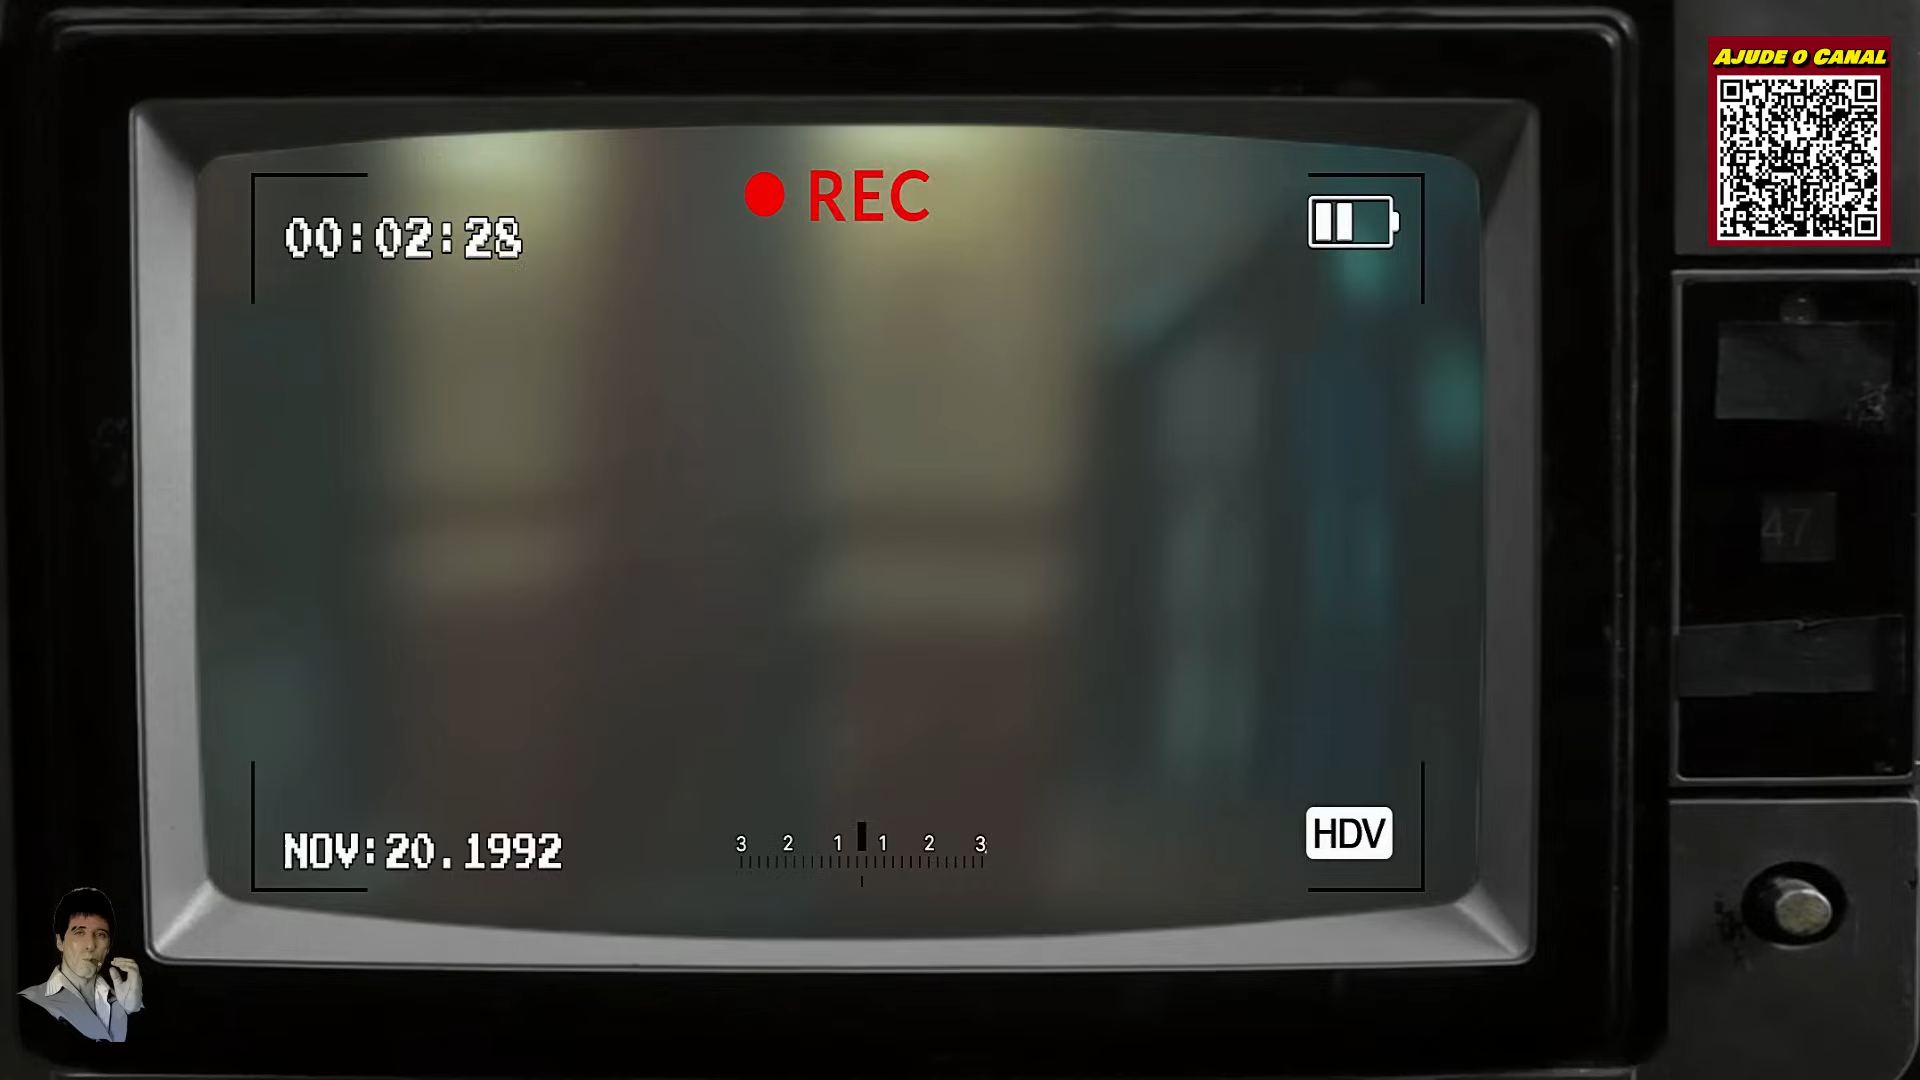 AJUDE O CANAL
REC
00:02:28
47
NOV:20.1992
3 2 1 1 2 3
HDV